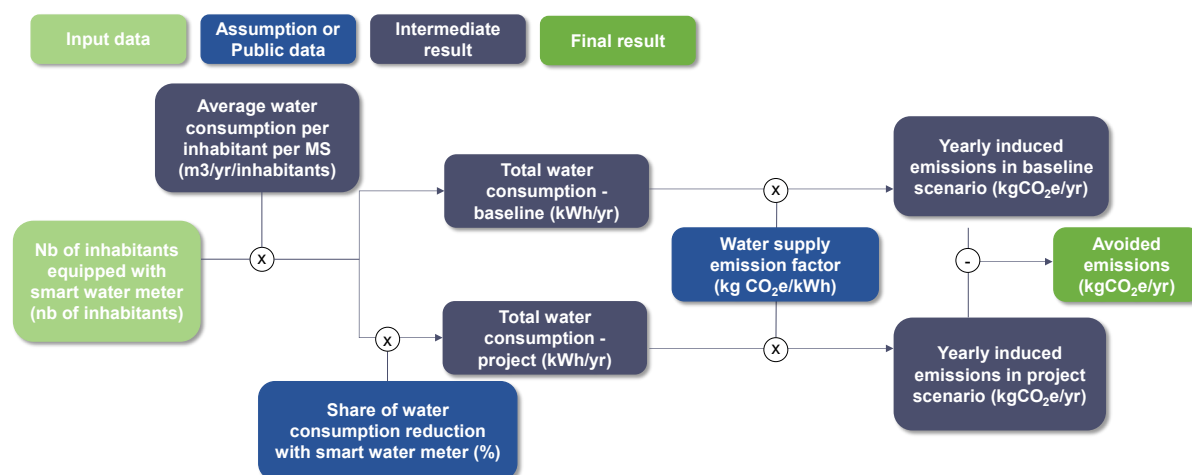 Input data
Assumption or
Public data
Intermediate
result
Final result
Average water
consumption per
inhabitant per MS
(m3/yr/inhabitants)
Nb of inhabitants
equipped with
smart water meter
(nb of inhabitants)
x
Total water
consumption -
baseline (kWh/yr)
x
Yearly induced
emissions in baseline
scenario (kgCO₂e/yr)
Water supply
emission factor
(kg CO₂e/kWh)
-
Avoided
emissions
(kgCO₂e/yr)
x
Total water
consumption -
project (kWh/yr)
x
Yearly induced
emissions in project
scenario (kgCO₂e/yr)
Share of water
consumption reduction
with smart water meter (%)